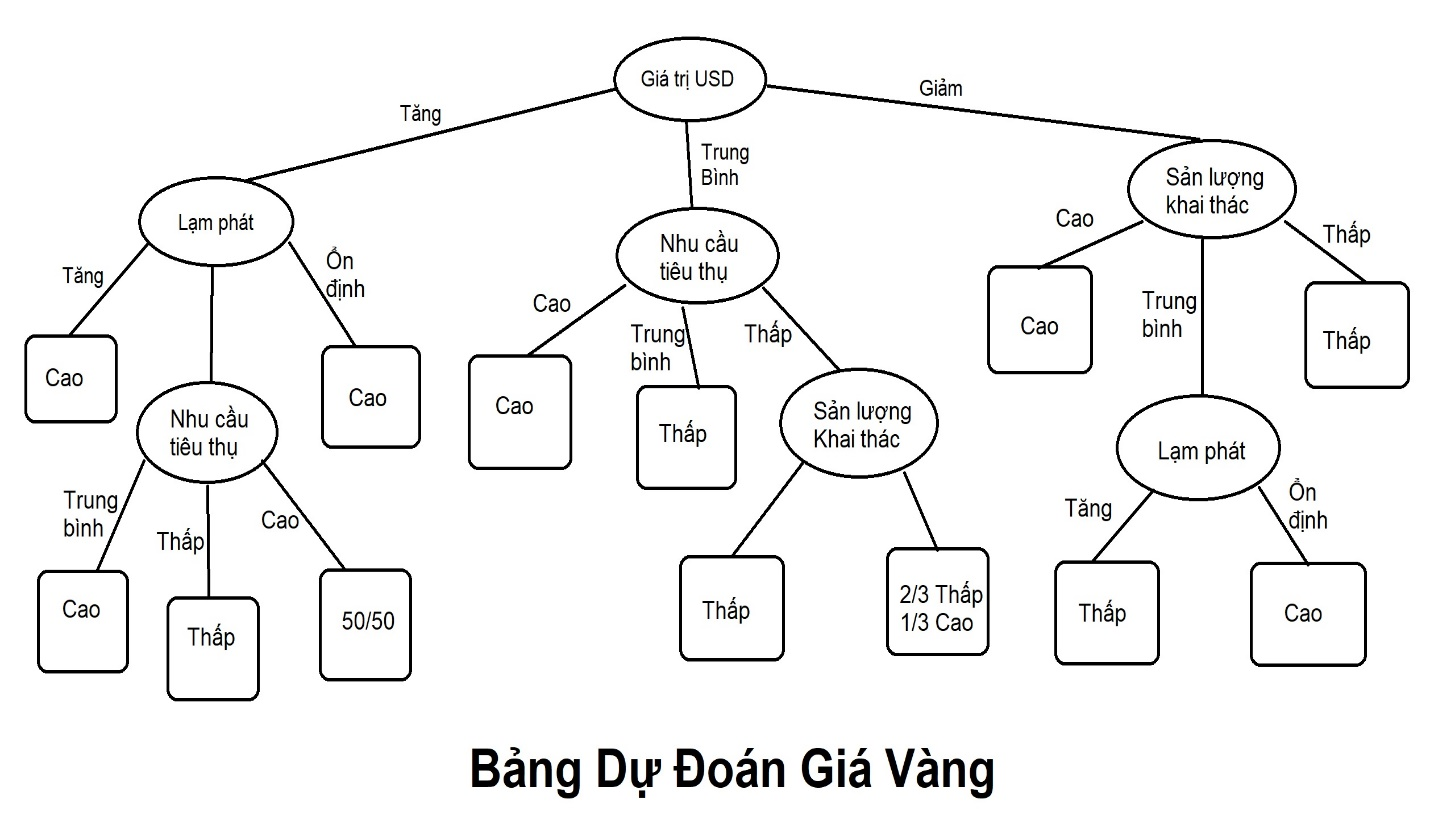 Giá trị USD
Tăng
Trung
Bình
Giảm
Lạm phát
Nhu cầu
tiêu thụ
Sản lượng
khai thác
Tăng
Ổn
định
Cao
Trung
bình
Thấp
Cao
Trung
bình
Thấp
Cao
Cao
Cao
Thấp
Sản lượng
Khai thác
Cao
Thấp
Nhu cầu
tiêu thụ
Lạm phát
Trung
bình
Thấp
Cao
Tăng
Ổn
định
Cao
Thấp
50/50
Thấp
2/3 Thấp
1/3 Cao
Thấp
Cao
Bảng Dự Đoán Giá Vàng